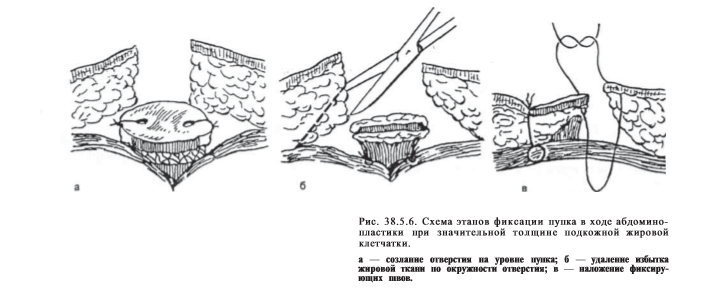 а
б
в
Рис. 38.5.6. Схема этапов фиксации пупка в ходе абдомино-
пластики при значительной толщине подкожной жировой
клетчатки.
а — создание отверстия на уровне пупка; б — удаление избытка
жировой ткани по окружности отверстия; в — наложение фиксиру-
ющих швов.